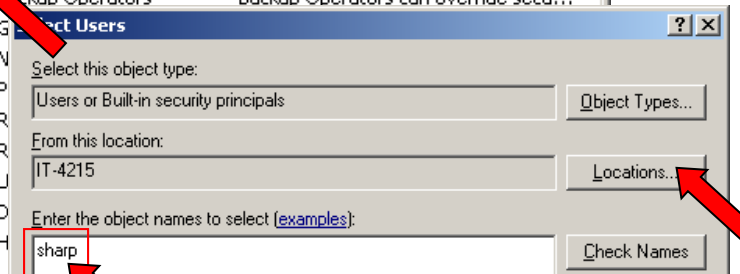 Backup Operators Backup Operators can override secu...
ect Users
Select this object type:
Users or Built-in security principals
Object Types...
From this location:
IT-4215
Locations...
Enter the object names to select (examples):
sharp
Check Names